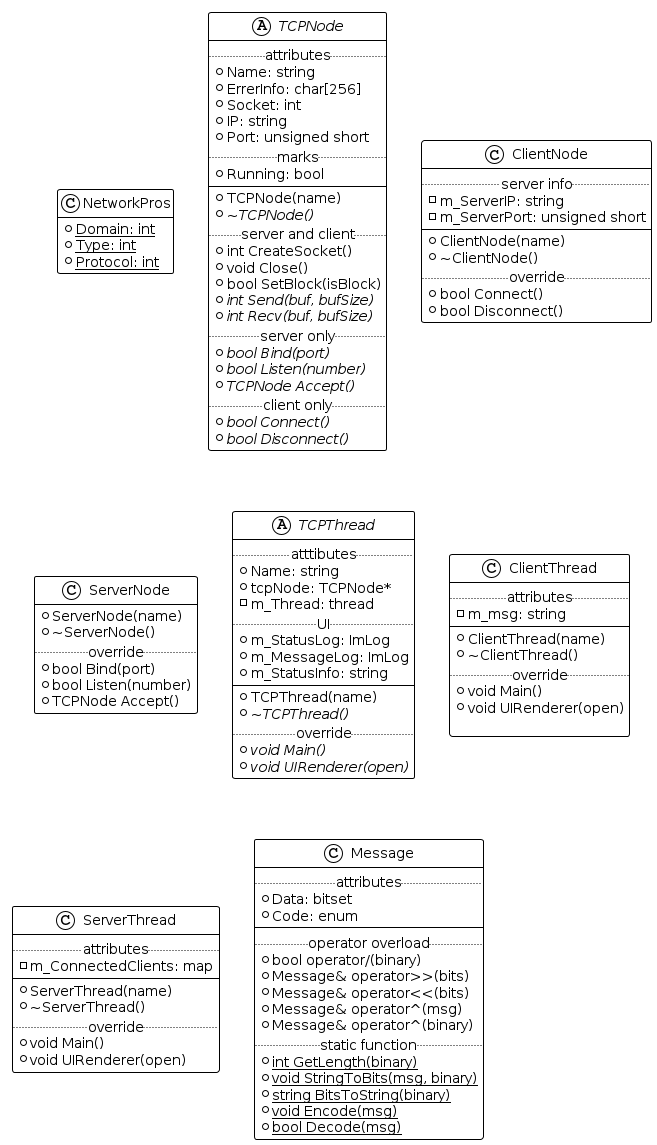 A TCPNode
attributes
Name: string
ErrerInfo: char[256]
Socket: int
IP: string
Port: unsigned short
marks
Running: bool
TCPNode(name)
~TCPNode()
server and client
int CreateSocket()
void Close()
bool SetBlock(isBlock)
int Send(buf, bufSize)
int Recv(buf, bufSize)
server only
bool Bind(port)
bool Listen(number)
TCPNode Accept()
client only
bool Connect()
bool Disconnect()
C NetworkPros
Domain: int
Type: int
Protocol: int
C ClientNode
server info
m_ServerIP: string
m_ServerPort: unsigned short
ClientNode(name)
~ClientNode()
override
bool Connect()
bool Disconnect()
C ServerNode
ServerNode(name)
~ServerNode()
override
bool Bind(port)
bool Listen(number)
TCPNode Accept()
A TCPThread
atttibutes
Name: string
tcpNode: TCPNode*
m_Thread: thread
UI
m_StatusLog: ImLog
m_MessageLog: ImLog
m_StatusInfo: string
TCPThread(name)
~TCPThread()
override
void Main()
void UIRenderer(open)
C ClientThread
attributes
m_msg: string
ClientThread(name)
~ClientThread()
override
void Main()
void UIRenderer(open)
C ServerThread
attributes
m_ConnectedClients: map
ServerThread(name)
~ServerThread()
override
void Main()
void UIRenderer(open)
C Message
attributes
Data: bitset
Code: enum
operator overload
bool operator/(binary)
Message& operator>>(bits)
Message& operator<<(bits)
Message& operator^(msg)
Message& operator^(binary)
static function
int GetLength(binary)
void StringToBits(msg, binary)
string BitsToString(binary)
void Encode(msg)
bool Decode(msg)